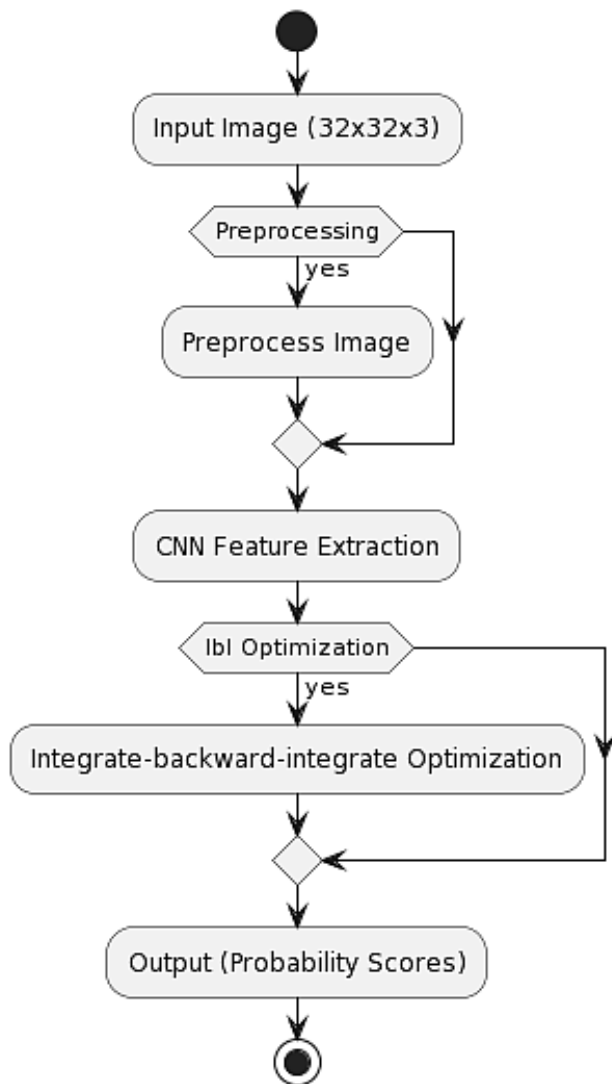 Input Image (32x32x3)
Preprocessing
yes
Preprocess Image
CNN Feature Extraction
IbI Optimization
yes
Integrate-backward-integrate Optimization
Output (Probability Scores)